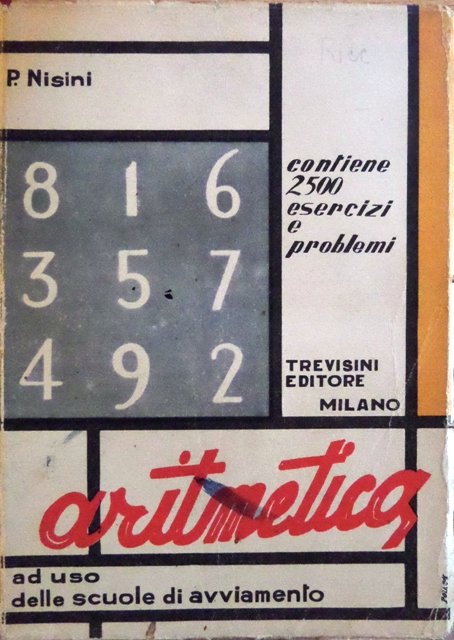 P. Nisini
8 1 6
3 5 7
4 9 2
contiene
2500
esercizi
e
problemi
TREVISINI
EDITORE
MILANO
aritmetica
ad uso
delle scuole di avviamento